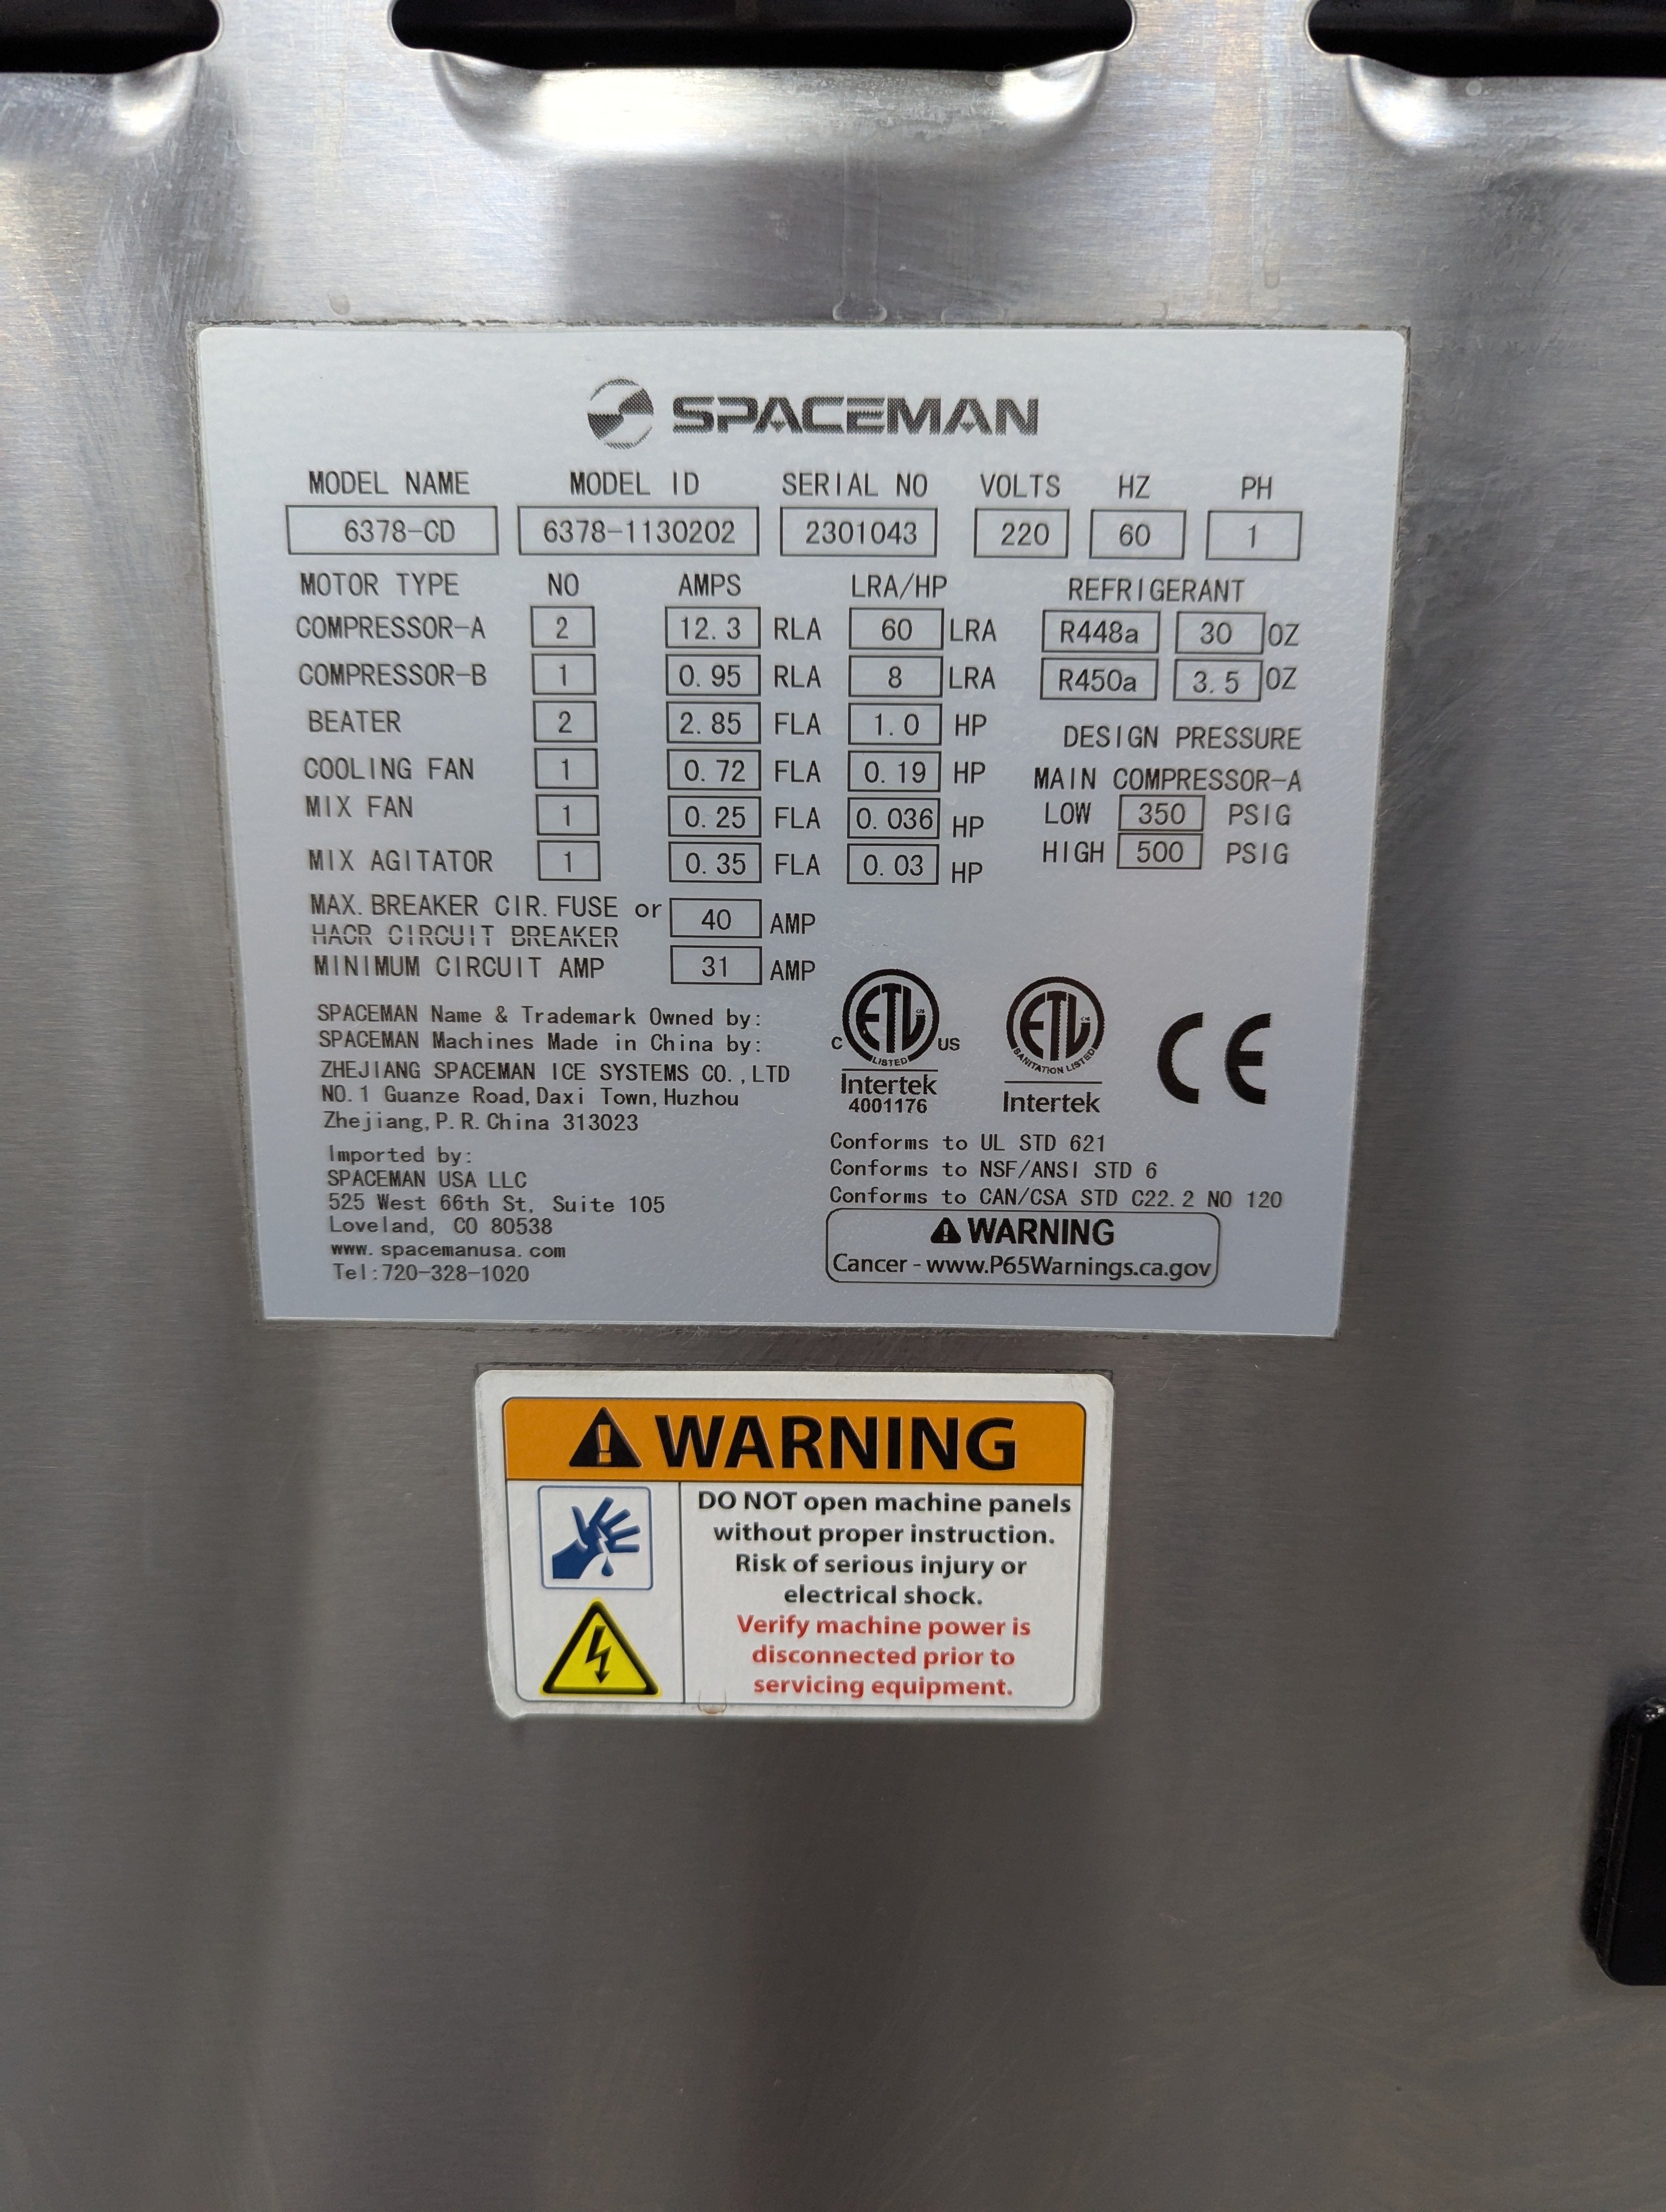 SPACEMAN
MODEL NAME MODEL ID SERIAL NO VOLTS HZ PH
6378-CD 6378-1130202 2301043 220 60 1
MOTOR TYPE NO AMPS LRA/HP REFRIGERANT
COMPRESSOR-A 2 12.3 RLA 60 LRA R448a 30 OZ
COMPRESSOR-B 1 0.95 RLA 8 LRA R450a 3.5 OZ
BEATER 2 2.85 FLA 1.0 HP DESIGN PRESSURE
COOLING FAN 1 0.72 FLA 0.19 HP MAIN COMPRESSOR-A
MIX FAN 1 0.25 FLA 0.036 HP LOW 350 PSIG
MIX AGITATOR 1 0.35 FLA 0.03 HP HIGH 500 PSIG
MAX. BREAKER CIR. FUSE or 40 AMP
HACR CIRCUIT BREAKER
MINIMUM CIRCUIT AMP 31 AMP
SPACEMAN Name & Trademark Owned by:
SPACEMAN Machines Made in China by:
ZHEJIANG SPACEMAN ICE SYSTEMS CO.,LTD
NO.1 Guanze Road, Daxi Town, Huzhou
Zhejiang, P.R.China 313023
Imported by:
SPACEMAN USA LLC
525 West 66th St, Suite 105
Loveland, CO 80538
www.spacemanusa.com
Tel:720-328-1020
C ETL CM US
LISTED
Intertek
4001176
ETL CM
SANITATION LISTED
Intertek
CE
Conforms to UL STD 621
Conforms to NSF/ANSI STD 6
Conforms to CAN/CSA STD C22.2 NO 120
WARNING
Cancer - www.P65Warnings.ca.gov
WARNING
DO NOT open machine panels
without proper instruction.
Risk of serious injury or
electrical shock.
Verify machine power is
disconnected prior to
servicing equipment.